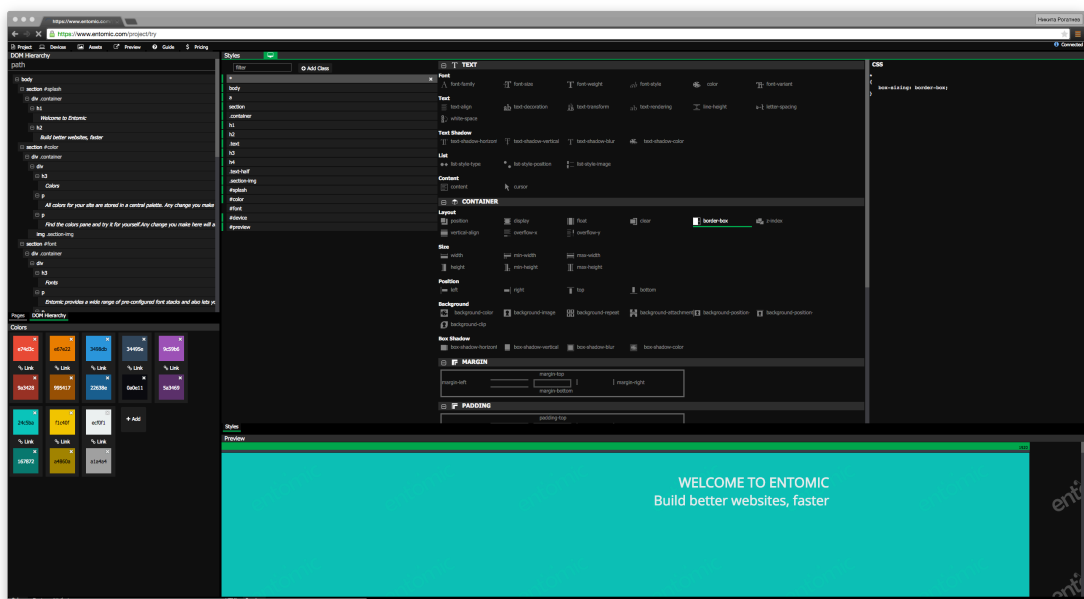 https://www.entomic.com
Никита Рогатнев
https://www.entomic.com/project/try
Project Devices Assets Preview Guide $ Pricing
Connected
DOM Hierarchy
path
body
section #splash
div .container
h1
Welcome to Entomic
h2
Build better websites, faster
section #color
div .container
div
h3
Colors
p
All colors for your site are stored in a central palette. Any change you make
p
Find the colors pane and try it for yourself.Any change you make here will a
img .section-img
section #font
div .container
div
h3
Fonts
p
Entomic provides a wide range of pre-configured font stacks and also lets yo
Pages DOM Hierarchy
Colors
e74c3c e67e22 3498db 34495e 9c59b6
Link Link Link Link Link
9a3428 995417 22638e 0a0e11 5a3469
f1c40f ecf0f1 + Add
Link Link Link
167872 a4860a a1a4a4
Styles
filter Add Class
*
body
a
section
.container
h1
h2
.text
h3
h4
.text-half
.section-img
#splash
#color
#font
#device
#preview
TEXT
Font
font-family font-size font-weight font-style color font-variant
Text
text-align text-decoration text-transform text-rendering line-height letter-spacing
white-space
Text Shadow
text-shadow-horizont text-shadow-vertical text-shadow-blur text-shadow-color
List
list-style-type list-style-position list-style-image
Content
content cursor
CONTAINER
Layout
position display float clear border-box z-index
vertical-align overflow-x overflow-y
Size
width min-width max-width
height min-height max-height
Position
left right top bottom
Background
background-color background-image background-repeat background-attachment background-position background-position
background-clip
Box Shadow
box-shadow-horizont box-shadow-vertical box-shadow-blur box-shadow-color
MARGIN
margin-top
margin-left margin-right
margin-bottom
PADDING
padding-top
CSS
*
{
box-sizing: border-box;
}
Styles
Preview
WELCOME TO ENTOMIC
Build better websites, faster
entomic